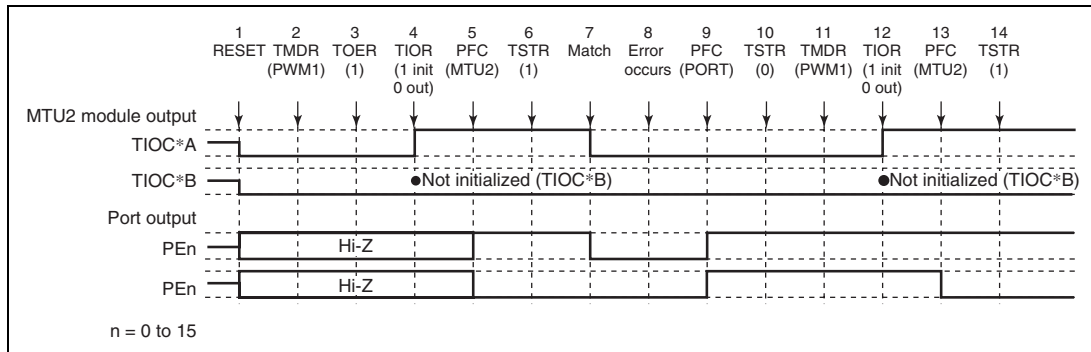 1 2 3 4 5 6 7 8 9 10 11 12 13 14
RESET TMDR TOER TIOR PFC TSTR Match Error PFC TSTR TMDR TIOR PFC TSTR
(PWM1) (1) (1 init (MTU2) (1) occurs (PORT) (0) (PWM1) (1 init (MTU2) (1)
0 out) 0 out)
MTU2 module output
TIOC*A
TIOC*B ●Not initialized (TIOC*B) ●Not initialized (TIOC*B)
Port output
PEn Hi-Z
PEn Hi-Z
n = 0 to 15